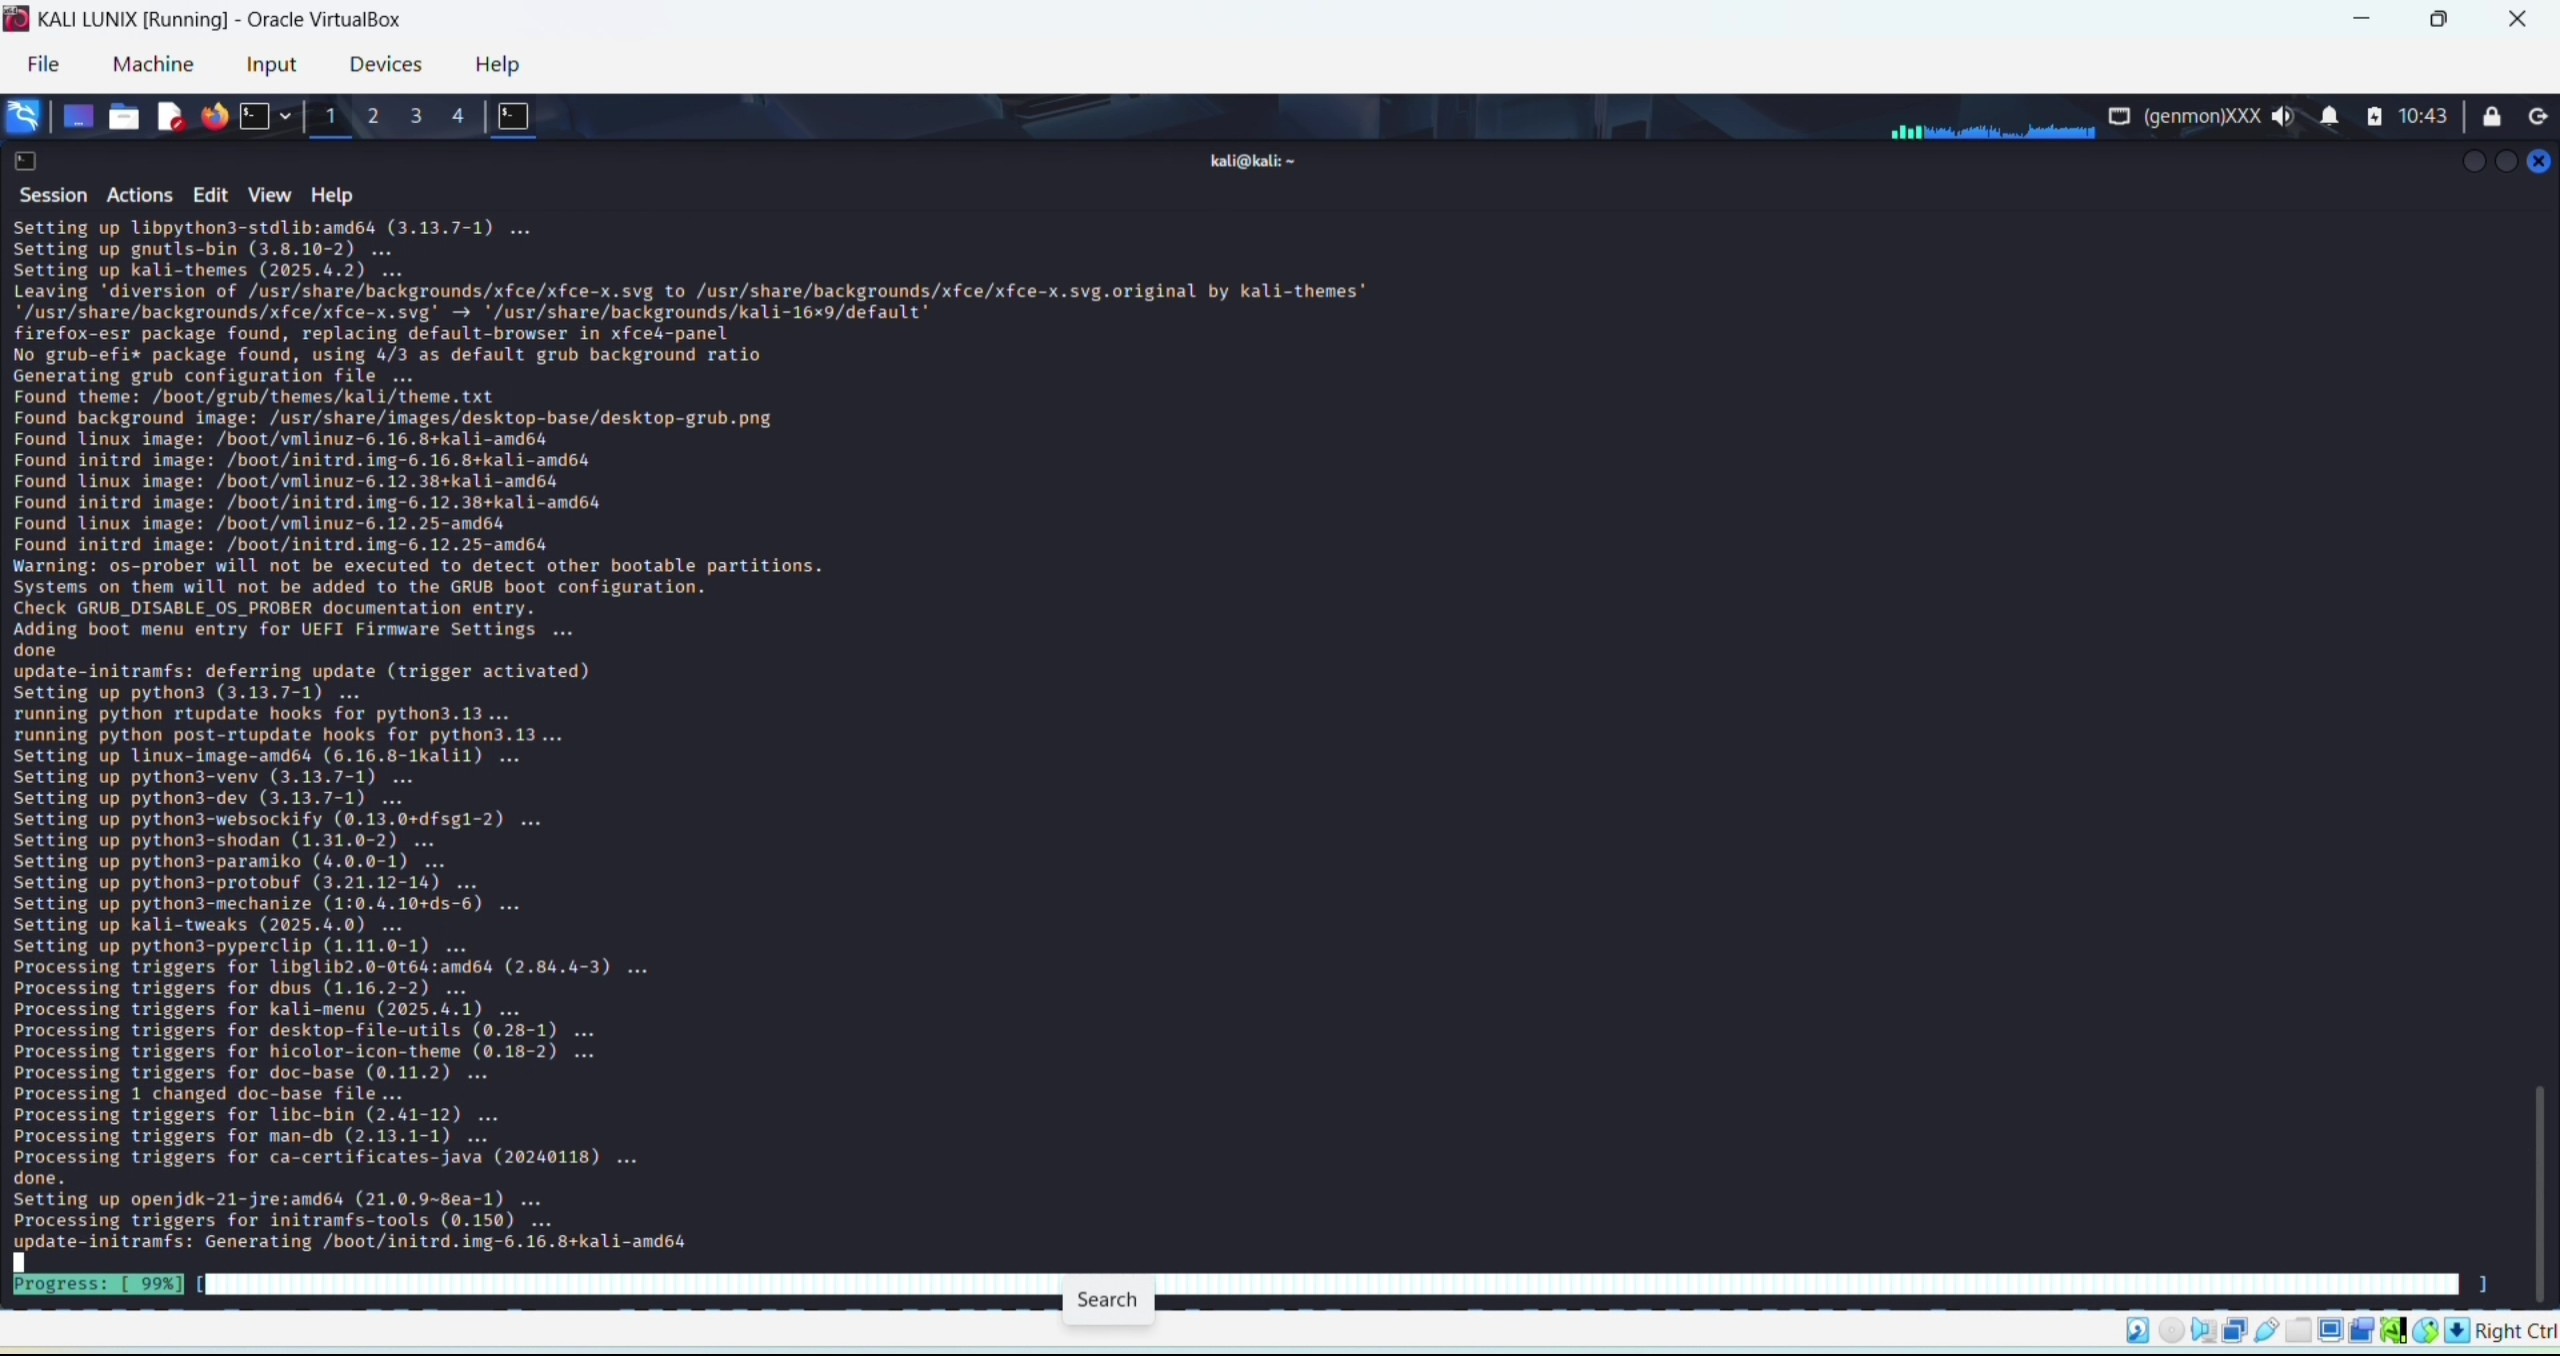 KALI LUNIX [Running] - Oracle VirtualBox
File Machine Input Devices Help
1 2 3 4 (genmon)XXX 10:43
kali@kali: ~
Session Actions Edit View Help
Setting up libpython3-stdlib:amd64 (3.13.7-1) ...
Setting up gnutls-bin (3.8.10-2) ...
Setting up kali-themes (2025.4.2) ...
Leaving 'diversion of /usr/share/backgrounds/xfce/xfce-x.svg to /usr/share/backgrounds/xfce/xfce-x.svg.original by kali-themes'
'/usr/share/backgrounds/xfce/xfce-x.svg' → '/usr/share/backgrounds/kali-16×9/default'
firefox-esr package found, replacing default-browser in xfce4-panel
No grub-efi* package found, using 4/3 as default grub background ratio
Generating grub configuration file ...
Found theme: /boot/grub/themes/kali/theme.txt
Found background image: /usr/share/images/desktop-base/desktop-grub.png
Found linux image: /boot/vmlinuz-6.16.8+kali-amd64
Found initrd image: /boot/initrd.img-6.16.8+kali-amd64
Found linux image: /boot/vmlinuz-6.12.38+kali-amd64
Found initrd image: /boot/initrd.img-6.12.38+kali-amd64
Found linux image: /boot/vmlinuz-6.12.25-amd64
Found initrd image: /boot/initrd.img-6.12.25-amd64
Warning: os-prober will not be executed to detect other bootable partitions.
Systems on them will not be added to the GRUB boot configuration.
Check GRUB_DISABLE_OS_PROBER documentation entry.
Adding boot menu entry for UEFI Firmware Settings ...
done
update-initramfs: deferring update (trigger activated)
Setting up python3 (3.13.7-1) ...
running python rtupdate hooks for python3.13...
running python post-rtupdate hooks for python3.13...
Setting up linux-image-amd64 (6.16.8-1kali1) ...
Setting up python3-venv (3.13.7-1) ...
Setting up python3-dev (3.13.7-1) ...
Setting up python3-websockify (0.13.0+dfsg1-2) ...
Setting up python3-shodan (1.31.0-2) ...
Setting up python3-paramiko (4.0.0-1) ...
Setting up python3-protobuf (3.21.12-14) ...
Setting up python3-mechanize (1:0.4.10+ds-6) ...
Setting up kali-tweaks (2025.4.0) ...
Setting up python3-pyperclip (1.11.0-1) ...
Processing triggers for libglib2.0-0t64:amd64 (2.84.4-3) ...
Processing triggers for dbus (1.16.2-2) ...
Processing triggers for kali-menu (2025.4.1) ...
Processing triggers for desktop-file-utils (0.28-1) ...
Processing triggers for hicolor-icon-theme (0.18-2) ...
Processing triggers for doc-base (0.11.2) ...
Processing 1 changed doc-base file...
Processing triggers for libc-bin (2.41-12) ...
Processing triggers for man-db (2.13.1-1) ...
Processing triggers for ca-certificates-java (20240118) ...
done.
Setting up openjdk-21-jre:amd64 (21.0.9~8ea-1) ...
Processing triggers for initramfs-tools (0.150) ...
update-initramfs: Generating /boot/initrd.img-6.16.8+kali-amd64
Progress: [ 99%] [ ]
Search
Right Ctrl